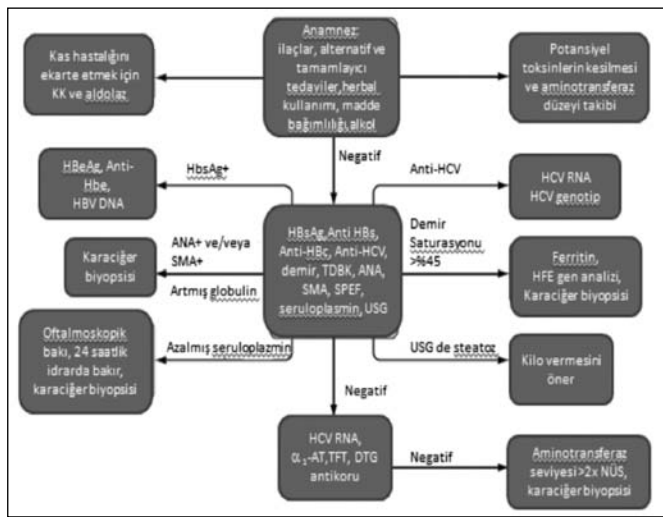 Anamnez:
ilaçlar, alternatif ve
tamamlayıcı
tedaviler,herbal
kullanımı, madde
bağımlılığı,alkol
Kas hastalığını
ekarte etmek için
KK ve aldolaz
Potansiyel
toksinlerin kesilmesi
ve aminotransferaz
düzeyi takibi
Negatif
HBeAg, Anti-
Hbe,
HBV DNA
HbsAg+
Anti-HCV
HCV RNA
HCV genotip
Karaciğer
biyopsisi
ANA+ ve/veya
SMA+
Artmış globulin
HBsAg,Anti HBs,
Anti-HBc, Anti-HCV,
demir, TDBK, ANA,
SMA, SPEF,
seruloplasmin, USG
Demir
Saturasyonu
>%45
Ferritin,
HFE gen analizi,
Karaciğer biyopsisi
Oftalmoskopik
bakı, 24 saatlik
idrarda bakır,
karaciğer biyopsisi
Azalmış seruloplazmin
USG de steatoz
Kilo vermesini
öner
Negatif
HCV RNA,
α₁-AT,TFT, DTG
antikoru
Negatif
Aminotransferaz
seviyesi >2x NÜS,
karaciğer biyopsisi